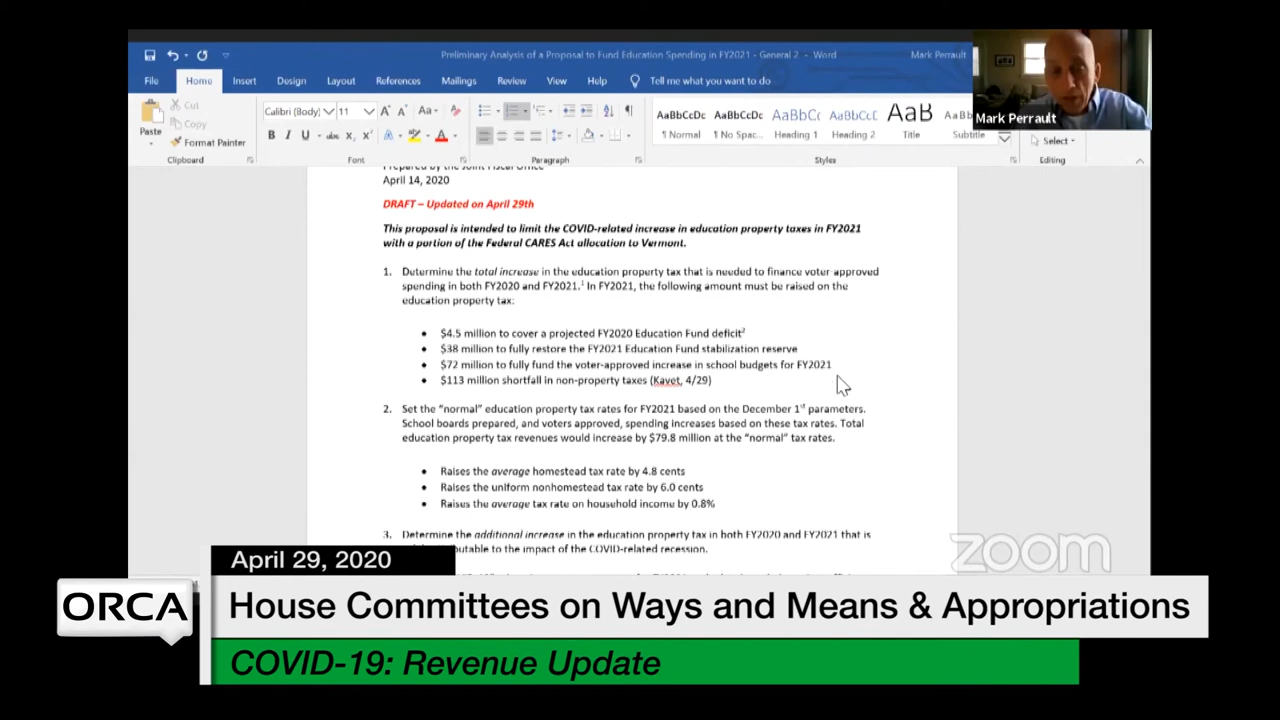 Preliminary Analysis of a Proposal to Fund Education Spending in FY2021 - General 2 - Word
Mark Perrault
File Home Insert Design Layout References Mailings Review View Help Tell me what you want to do
Paste
Cut
Copy
Format Painter
Clipboard
Calibri (Body) 11
Font
Paragraph
AaBbCcDc AaBbCcDc AaBbCc AaBbCcD AaB
¶ Normal ¶ No Spac... Heading 1 Heading 2 Title Subtitle
Styles
Select
Editing
Mark Perrault
Prepared by the Joint Fiscal Office
April 14, 2020
DRAFT – Updated on April 29th
This proposal is intended to limit the COVID-related increase in education property taxes in FY2021
with a portion of the Federal CARES Act allocation to Vermont.
1. Determine the total increase in the education property tax that is needed to finance voter approved
spending in both FY2020 and FY2021.¹ In FY2021, the following amount must be raised on the
education property tax:
• $4.5 million to cover a projected FY2020 Education Fund deficit²
• $38 million to fully restore the FY2021 Education Fund stabilization reserve
• $72 million to fully fund the voter-approved increase in school budgets for FY2021
• $113 million shortfall in non-property taxes (Kavet, 4/29)
2. Set the “normal” education property tax rates for FY2021 based on the December 1st parameters.
School boards prepared, and voters approved, spending increases based on these tax rates. Total
education property tax revenues would increase by $79.8 million at the “normal” tax rates.
• Raises the average homestead tax rate by 4.8 cents
• Raises the uniform nonhomestead tax rate by 6.0 cents
• Raises the average tax rate on household income by 0.8%
3. Determine the additional increase in the education property tax in both FY2020 and FY2021 that is
to the impact of the COVID-related recession.
zoom
April 29, 2020
ORCA
House Committees on Ways and Means & Appropriations
COVID-19: Revenue Update